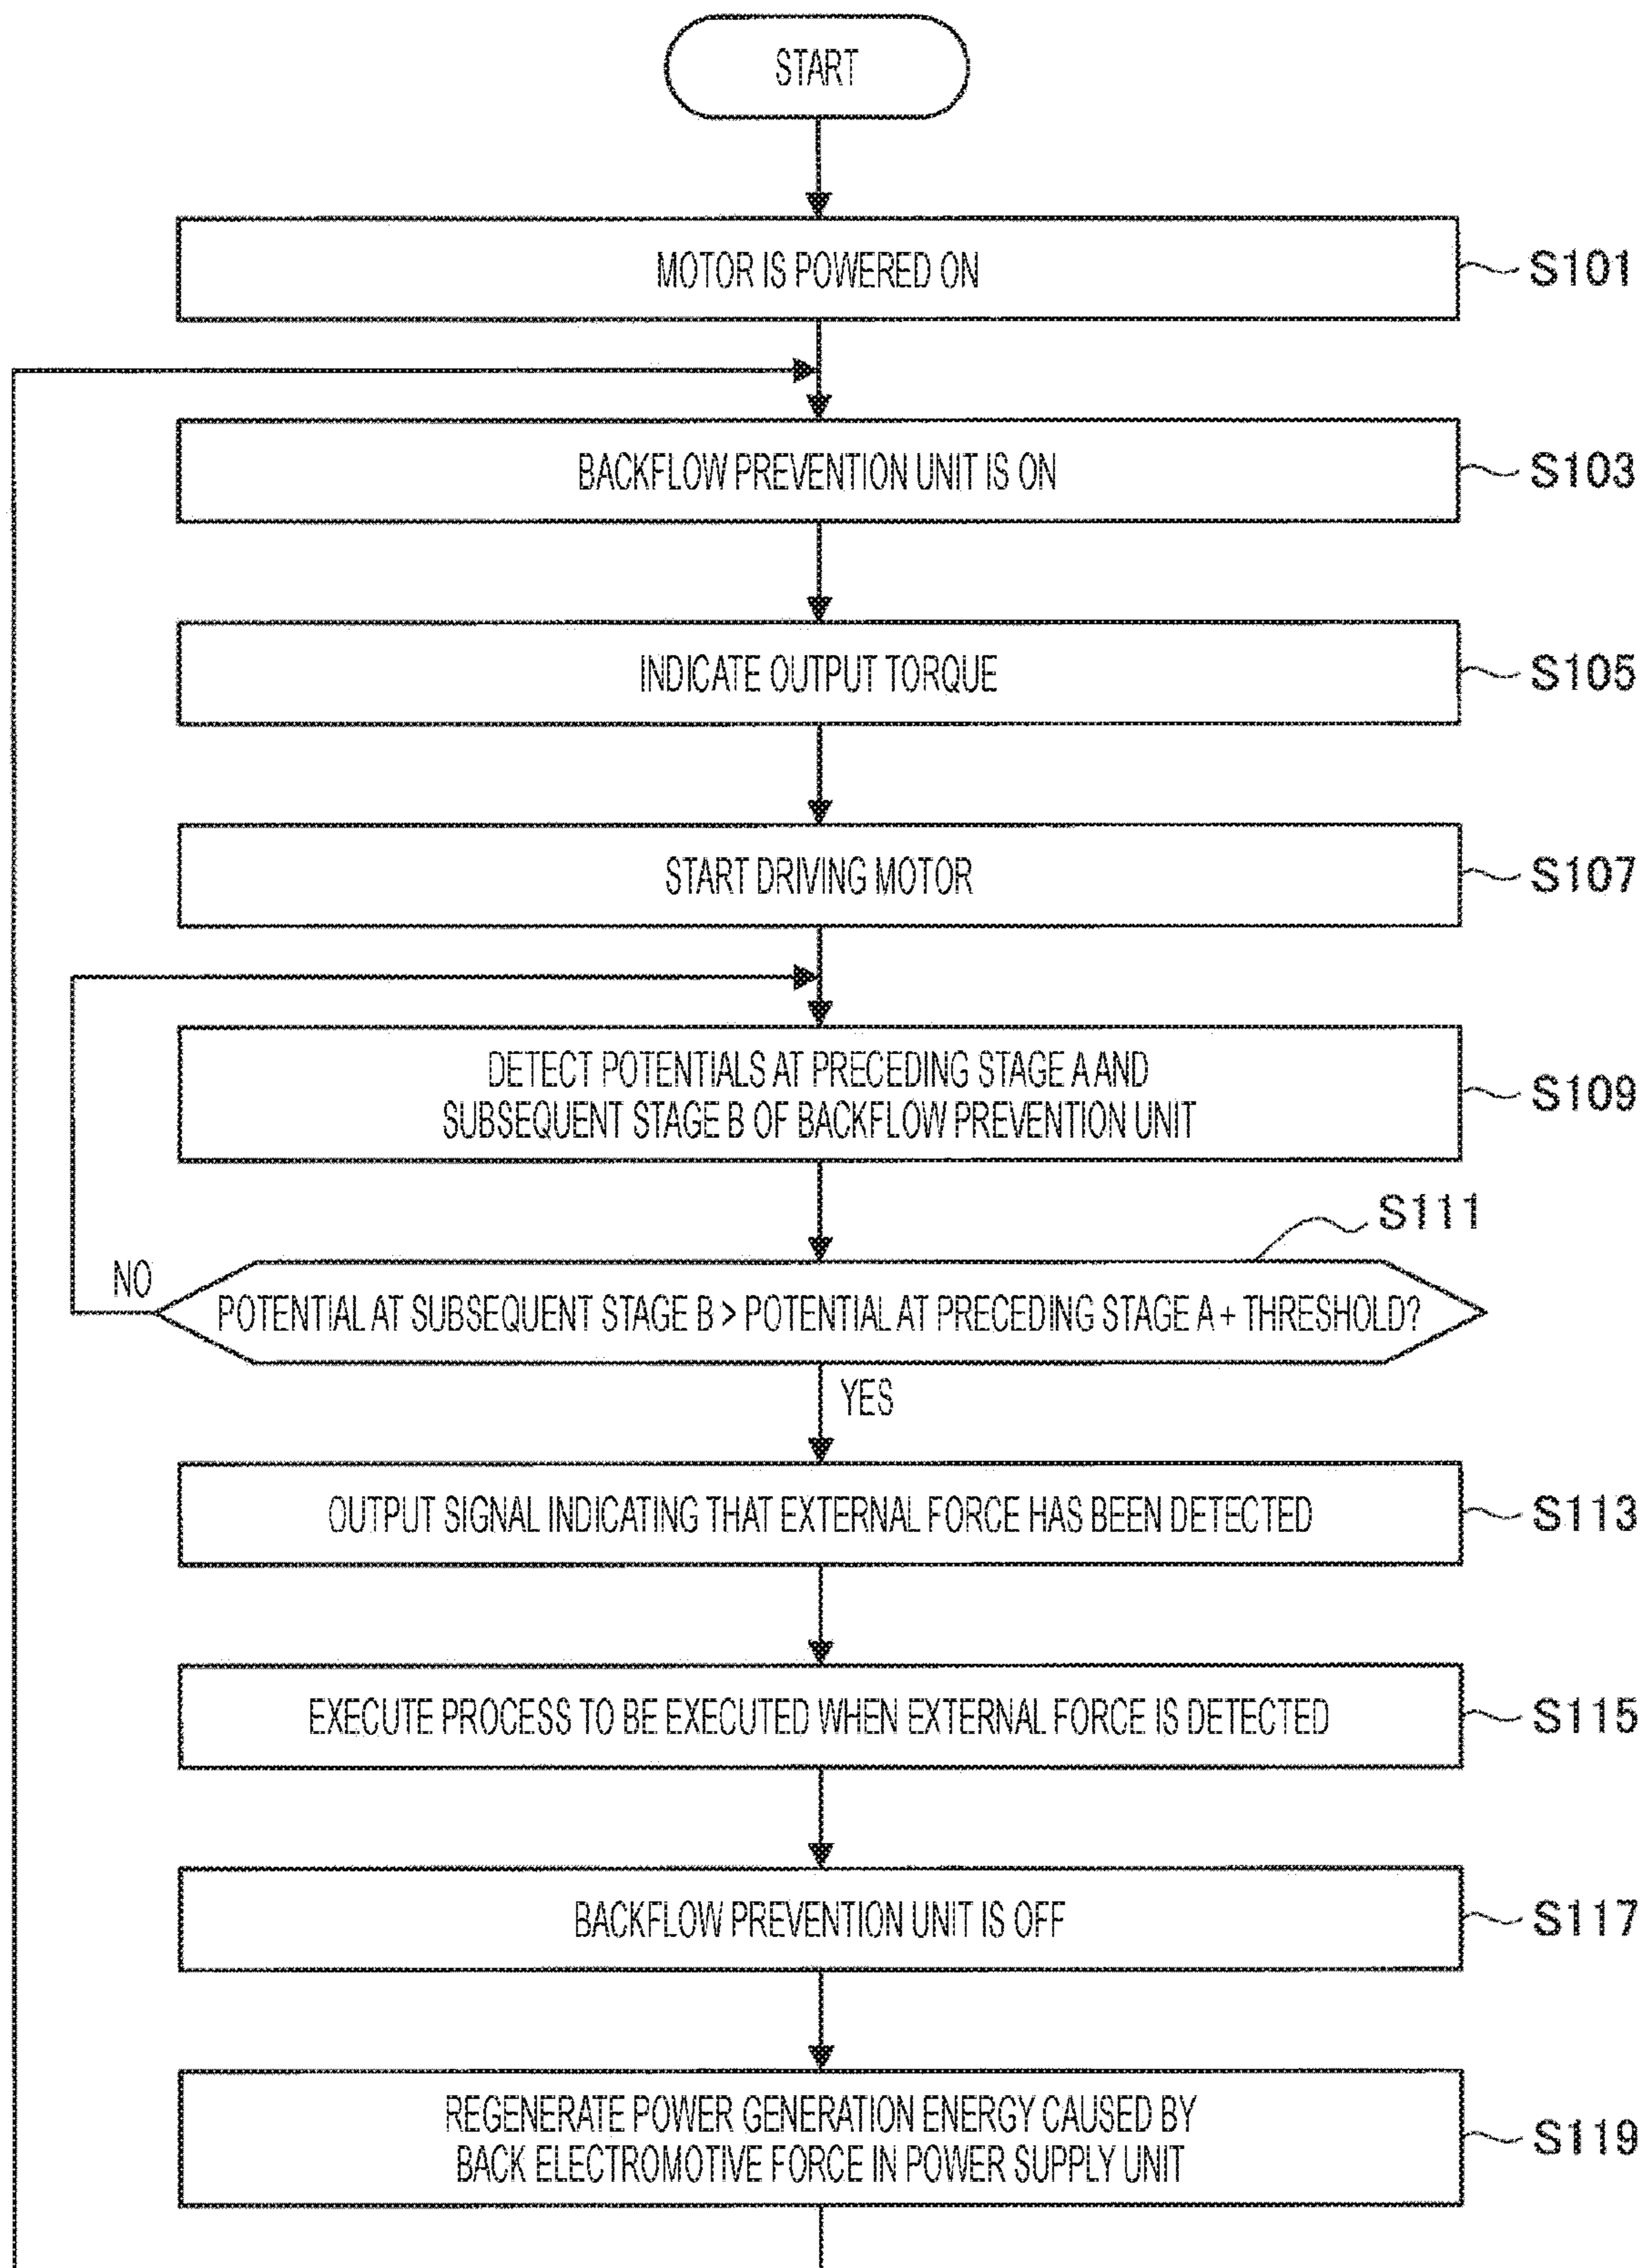 START
MOTOR IS POWERED ON
S101
BACKFLOW PREVENTION UNIT IS ON
S103
INDICATE OUTPUT TORQUE
S105
START DRIVING MOTOR
S107
DETECT POTENTIALS AT PRECEDING STAGE A AND
SUBSEQUENT STAGE B OF BACKFLOW PREVENTION UNIT
S109
S111
NO
POTENTIAL AT SUBSEQUENT STAGE B > POTENTIAL AT PRECEDING STAGE A + THRESHOLD?
YES
OUTPUT SIGNAL INDICATING THAT EXTERNAL FORCE HAS BEEN DETECTED
S113
EXECUTE PROCESS TO BE EXECUTED WHEN EXTERNAL FORCE IS DETECTED
S115
BACKFLOW PREVENTION UNIT IS OFF
S117
REGENERATE POWER GENERATION ENERGY CAUSED BY
BACK ELECTROMOTIVE FORCE IN POWER SUPPLY UNIT
S119